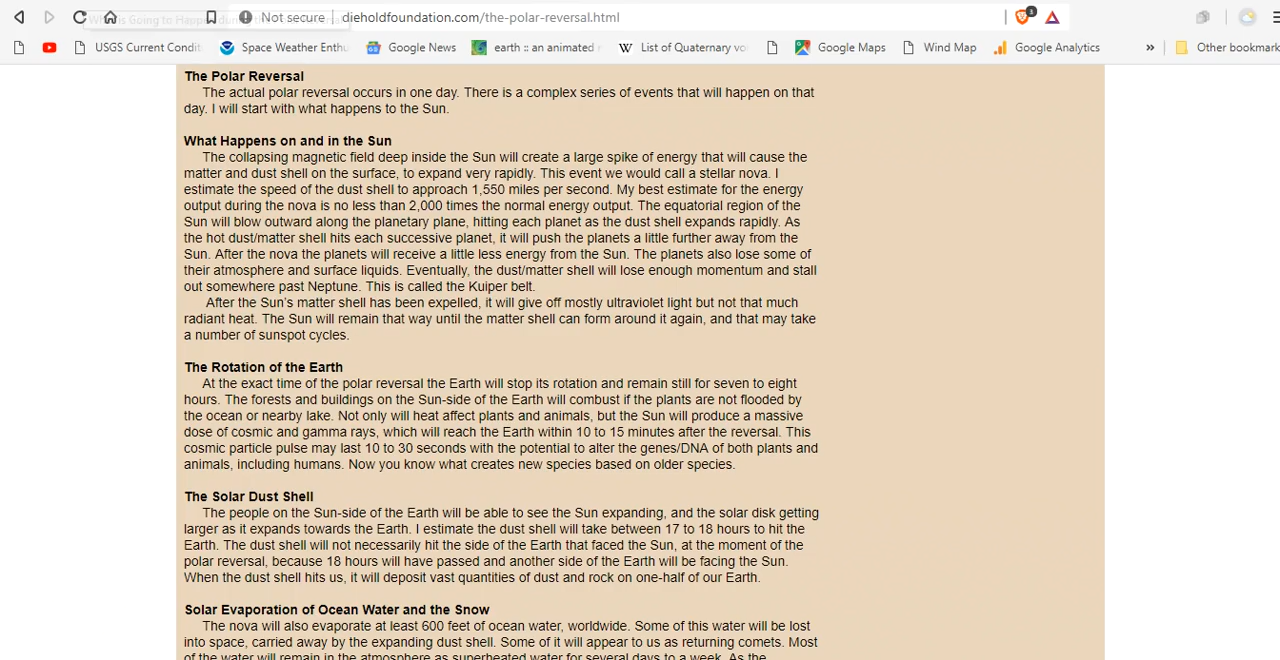 Not secure | dieholdfoundation.com/the-polar-reversal.html
USGS Current Condit
Space Weather Enthu
Google News
earth :: an animated
W List of Quaternary vo
Google Maps
Wind Map
Google Analytics
»
Other bookmark
The Polar Reversal
The actual polar reversal occurs in one day. There is a complex series of events that will happen on that
day. I will start with what happens to the Sun.
What Happens on and in the Sun
The collapsing magnetic field deep inside the Sun will create a large spike of energy that will cause the
matter and dust shell on the surface, to expand very rapidly. This event we would call a stellar nova. I
estimate the speed of the dust shell to approach 1,550 miles per second. My best estimate for the energy
output during the nova is no less than 2,000 times the normal energy output. The equatorial region of the
Sun will blow outward along the planetary plane, hitting each planet as the dust shell expands rapidly. As
the hot dust/matter shell hits each successive planet, it will push the planets a little further away from the
Sun. After the nova the planets will receive a little less energy from the Sun. The planets also lose some of
their atmosphere and surface liquids. Eventually, the dust/matter shell will lose enough momentum and stall
out somewhere past Neptune. This is called the Kuiper belt.
After the Sun's matter shell has been expelled, it will give off mostly ultraviolet light but not that much
radiant heat. The Sun will remain that way until the matter shell can form around it again, and that may take
a number of sunspot cycles.
The Rotation of the Earth
At the exact time of the polar reversal the Earth will stop its rotation and remain still for seven to eight
hours. The forests and buildings on the Sun-side of the Earth will combust if the plants are not flooded by
the ocean or nearby lake. Not only will heat affect plants and animals, but the Sun will produce a massive
dose of cosmic and gamma rays, which will reach the Earth within 10 to 15 minutes after the reversal. This
cosmic particle pulse may last 10 to 30 seconds with the potential to alter the genes/DNA of both plants and
animals, including humans. Now you know what creates new species based on older species.
The Solar Dust Shell
The people on the Sun-side of the Earth will be able to see the Sun expanding, and the solar disk getting
larger as it expands towards the Earth. I estimate the dust shell will take between 17 to 18 hours to hit the
Earth. The dust shell will not necessarily hit the side of the Earth that faced the Sun, at the moment of the
polar reversal, because 18 hours will have passed and another side of the Earth will be facing the Sun.
When the dust shell hits us, it will deposit vast quantities of dust and rock on one-half of our Earth.
Solar Evaporation of Ocean Water and the Snow
The nova will also evaporate at least 600 feet of ocean water, worldwide. Some of this water will be lost
into space, carried away by the expanding dust shell. Some of it will appear to us as returning comets. Most
of the water will remain in the atmosphere as superheated water for several days to a week. As the